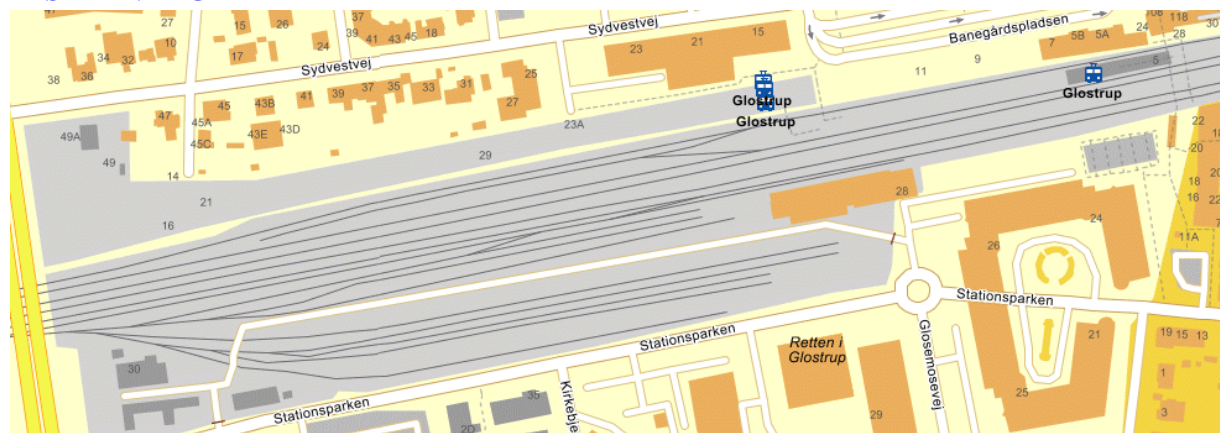 Sydvestvej
Banegårdspladsen
108
118
30
27
15
26
37
39
41
43
45
18
24
10
34
32
36
38
17
Sydvestvej
23
21
15
7
5B
5A
24
28
11
9
5
Glostrup
Glostrup
Glostrup
25
27
31
33
35
37
39
41
43B
45
47
45A
43E
43D
45C
49A
49
14
23A
29
21
16
28
22
20
18
16
20
22
24
26
11A
Stationsparken
Stationsparken
Retten i
Glostrup
Glosemosevej
21
19
15
13
1
3
25
29
30
Stationsparken
Kirkebje
35
2D